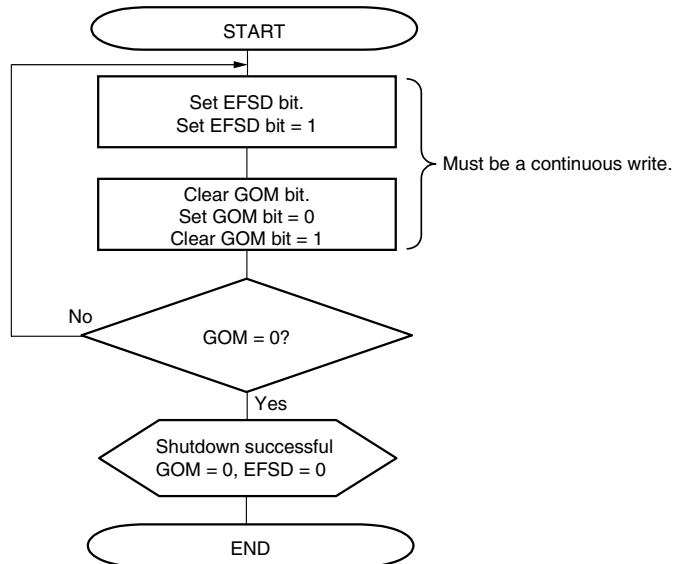 START
Set EFSD bit.
Set EFSD bit = 1
Must be a continuous write.
Clear GOM bit.
Set GOM bit = 0
Clear GOM bit = 1
No
GOM = 0?
Yes
Shutdown successful
GOM = 0, EFSD = 0
END